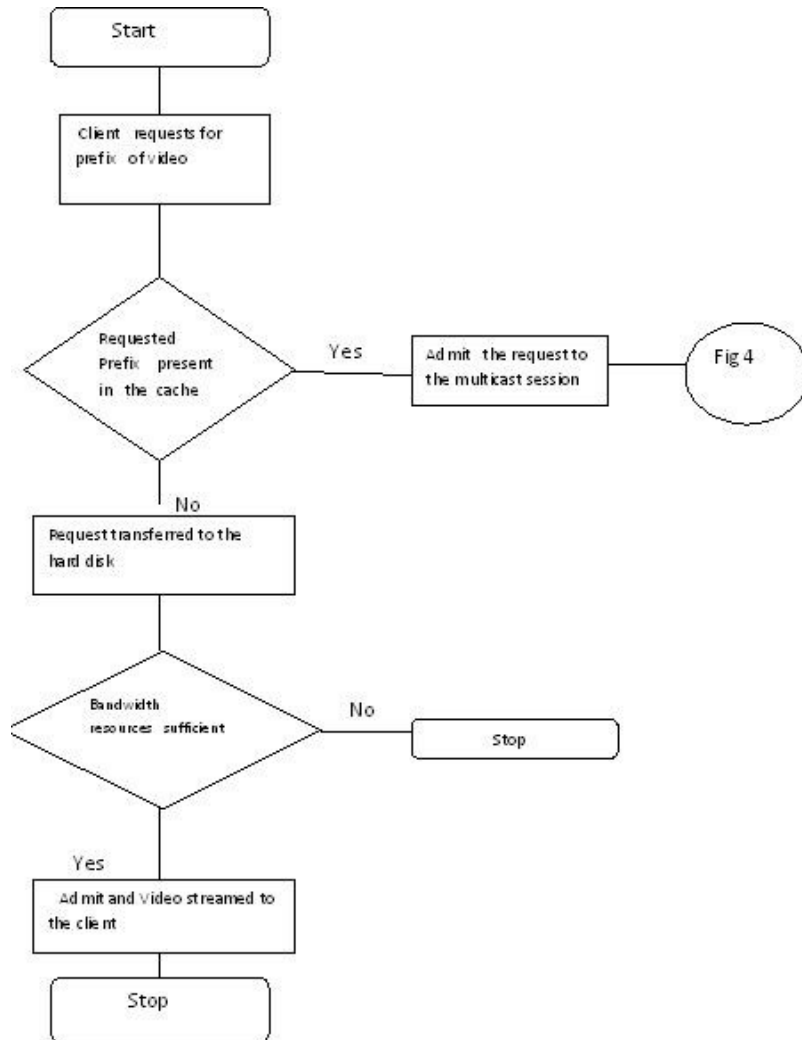 Start
Client requests for
prefix of video
Requested
Prefix present
in the cache
Yes
Admit the request to
the multicast session
Fig 4
No
Request transferred to the
hard disk
Bandwidth
resources sufficient
No
Stop
Yes
Admit and Video streamed to
the client
Stop